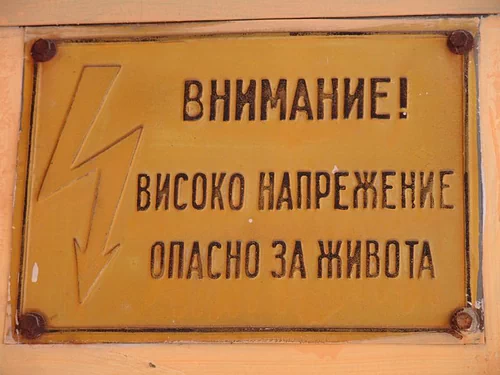 ВНИМАНИЕ!
ВИСОКО НАПРЕЖЕНИЕ
ОПАСНО ЗА ЖИВОТА